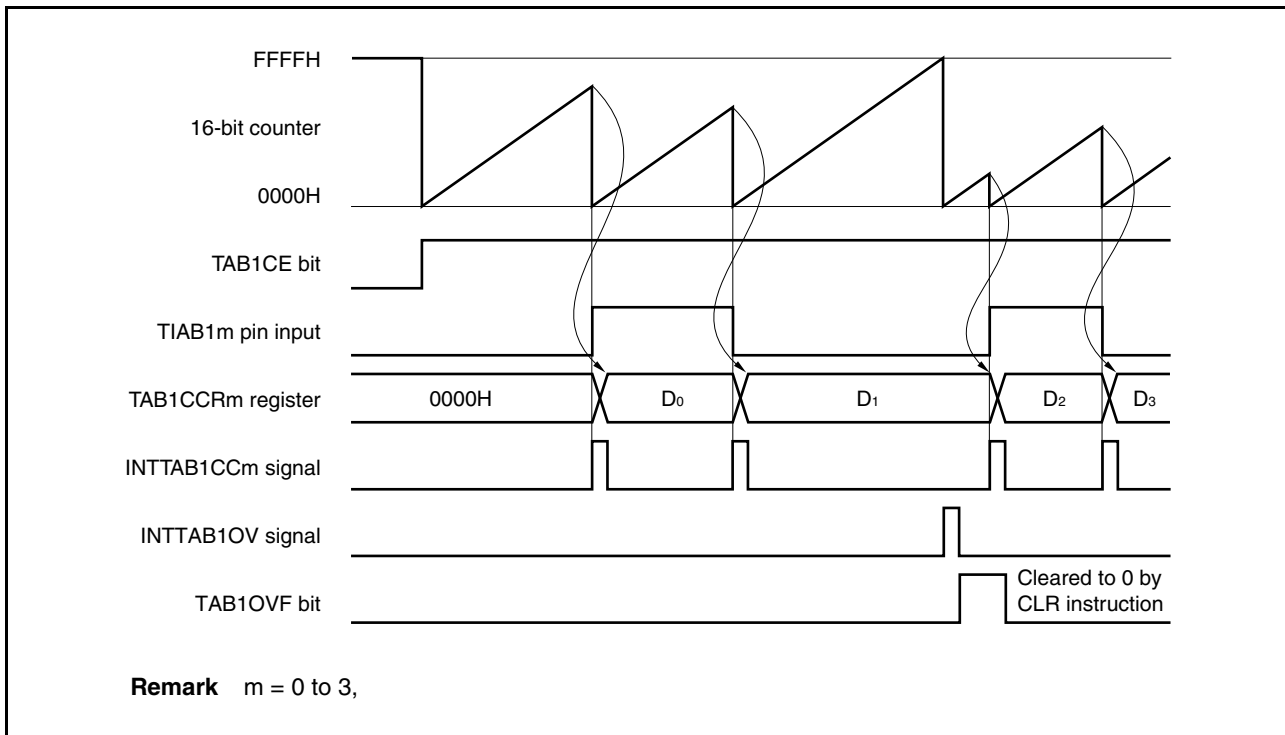 FFFFH
16-bit counter
0000H
TAB1CE bit
TIAB1m pin input
TAB1CCRm register
0000H
D0
D1
D2
D3
INTTAB1CCm signal
INTTAB1OV signal
TAB1OVF bit
Cleared to 0 by
CLR instruction
Remark m = 0 to 3,